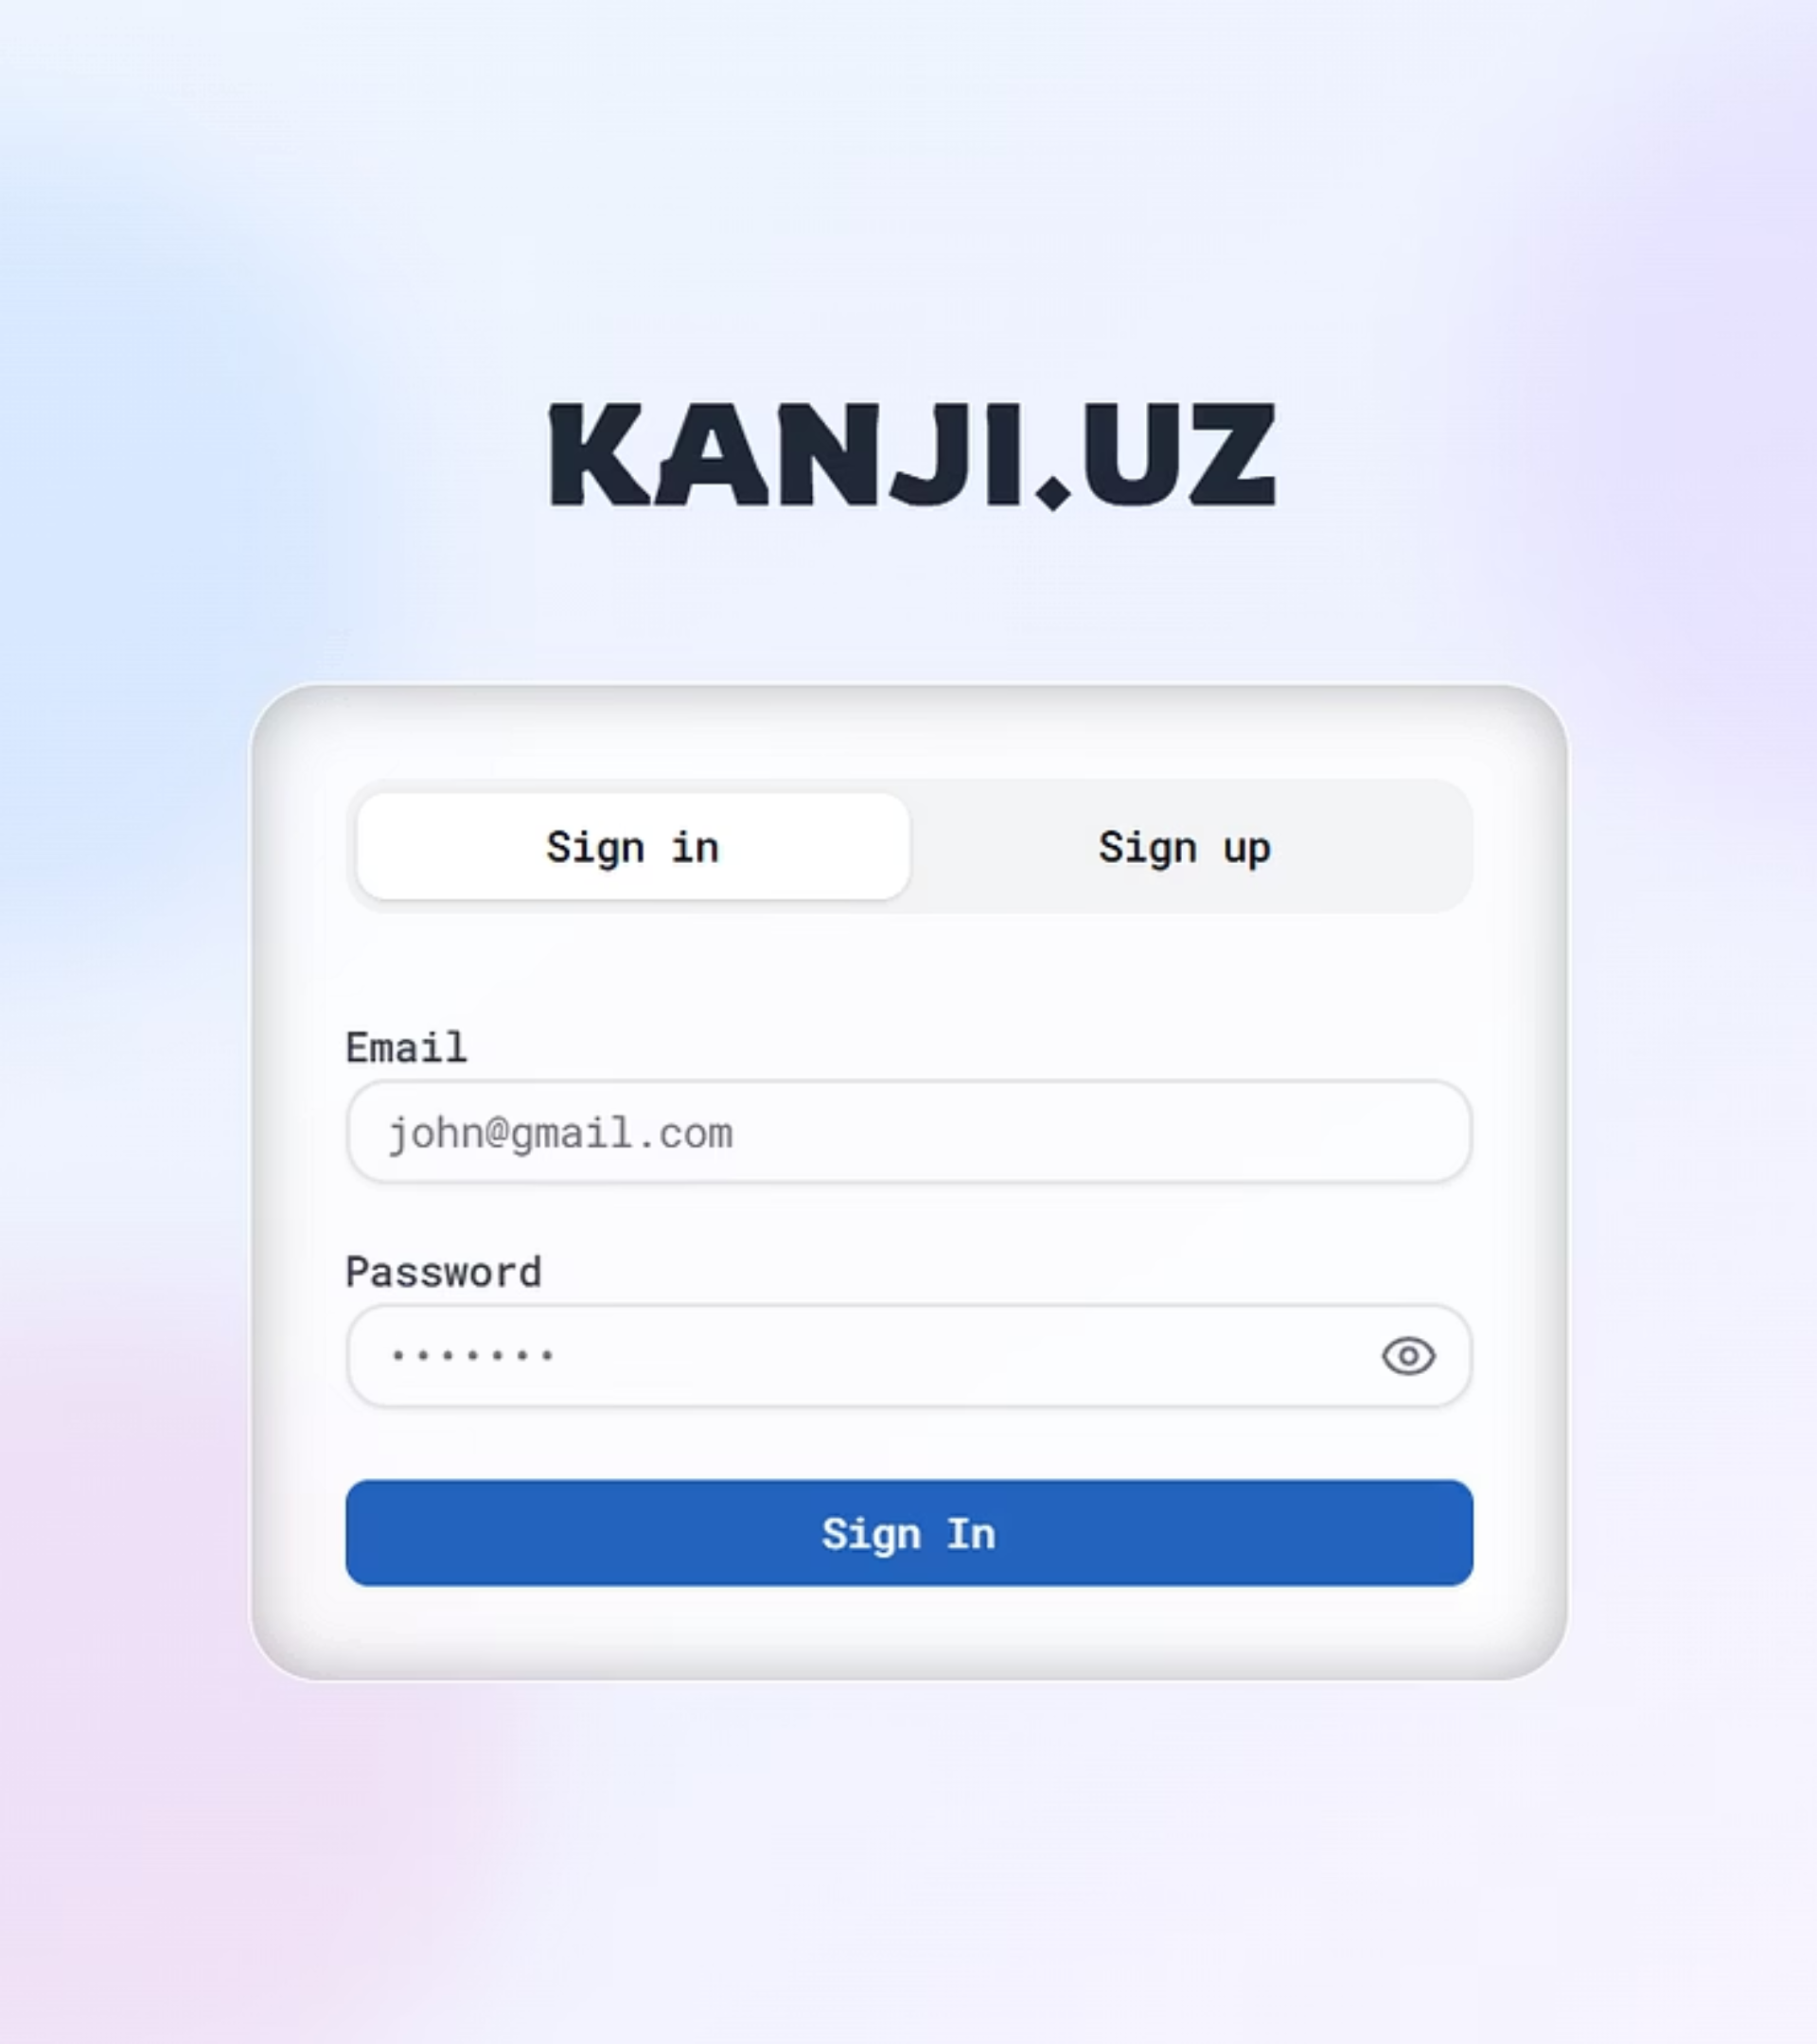 KANJI.UZ
Sign in Sign up
Email
john@gmail.com
Password
•••••••
Sign In